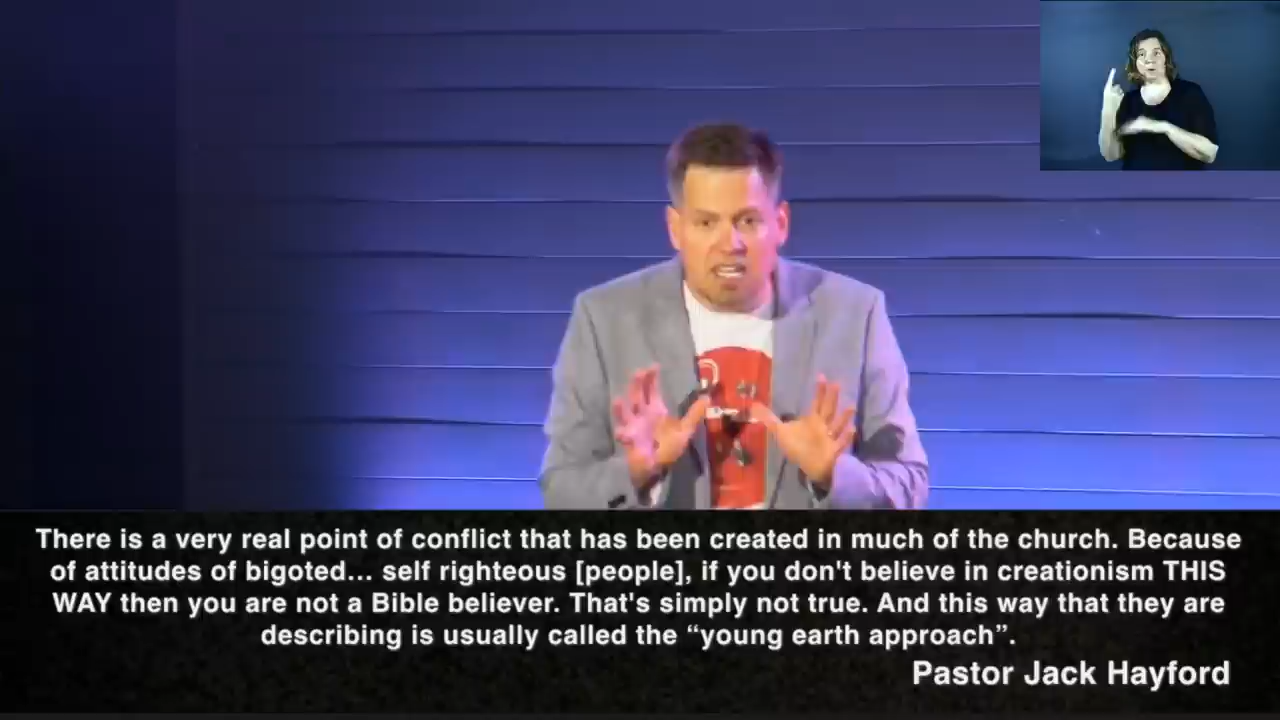 There is a very real point of conflict that has been created in much of the church. Because
of attitudes of bigoted... self righteous [people], if you don't believe in creationism THIS
WAY then you are not a Bible believer. That's simply not true. And this way that they are
describing is usually called the “young earth approach”.
Pastor Jack Hayford